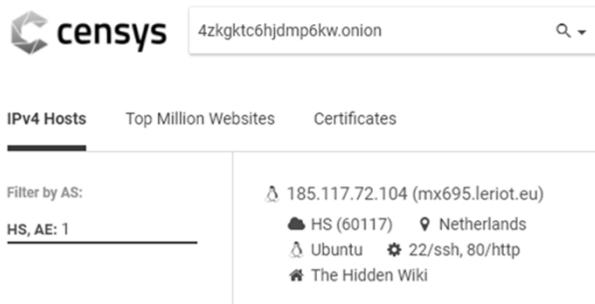 censys
4zkgktc6hjdmp6kw.onion
IPv4 Hosts Top Million Websites Certificates
Filter by AS:
HS, AE: 1
185.117.72.104 (mx695.leriot.eu)
HS (60117) Netherlands
Ubuntu 22/ssh, 80/http
The Hidden Wiki